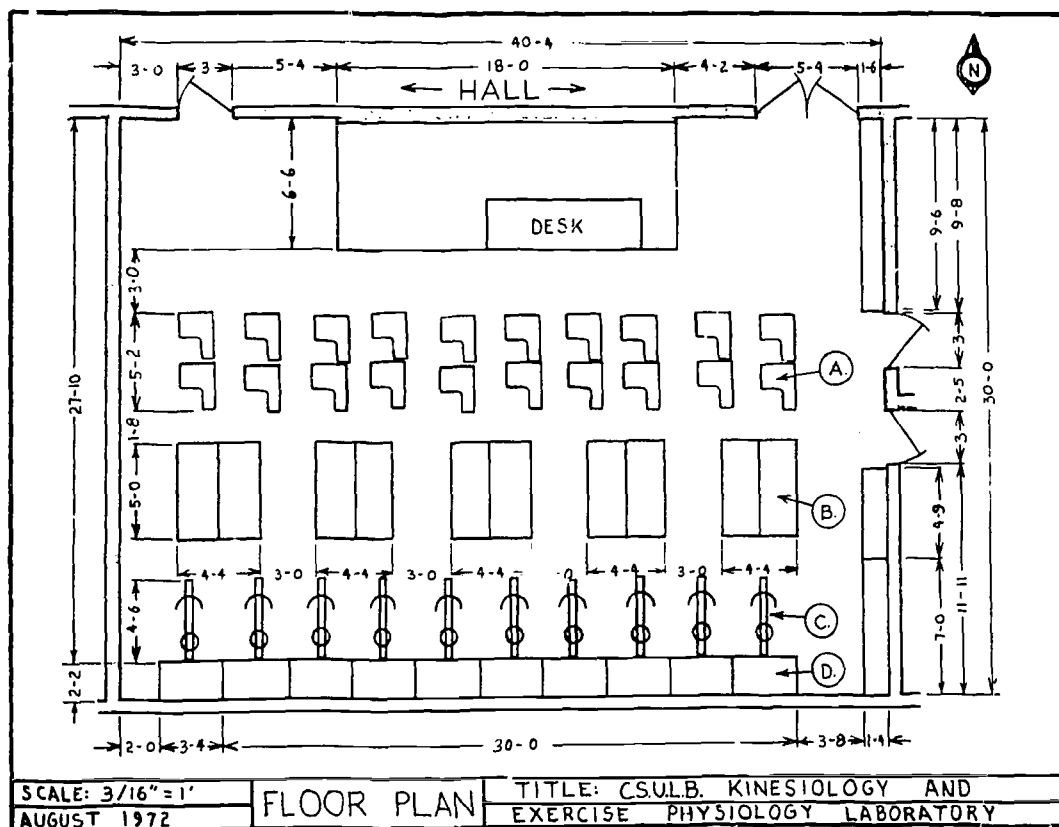 40-4
3-0 3 5-4 18-0 4-2 5-4 1-6
N
HALL
6-6
DESK
9-6
9-8
3-0
27-10
5-2
A.
3
2-5
30-0
1-8
3
5-0
B.
4-9
4-4 3-0 4-4 3-0 4-4 -0 4-4 3-0 4-4
4-6
C.
7-0
11-11
2-2
D.
2-0 3-4 30-0 3-8 1-4
SCALE: 3/16" = 1'
AUGUST 1972
FLOOR PLAN
TITLE: C.S.U.L.B. KINESIOLOGY AND
EXERCISE PHYSIOLOGY LABORATORY